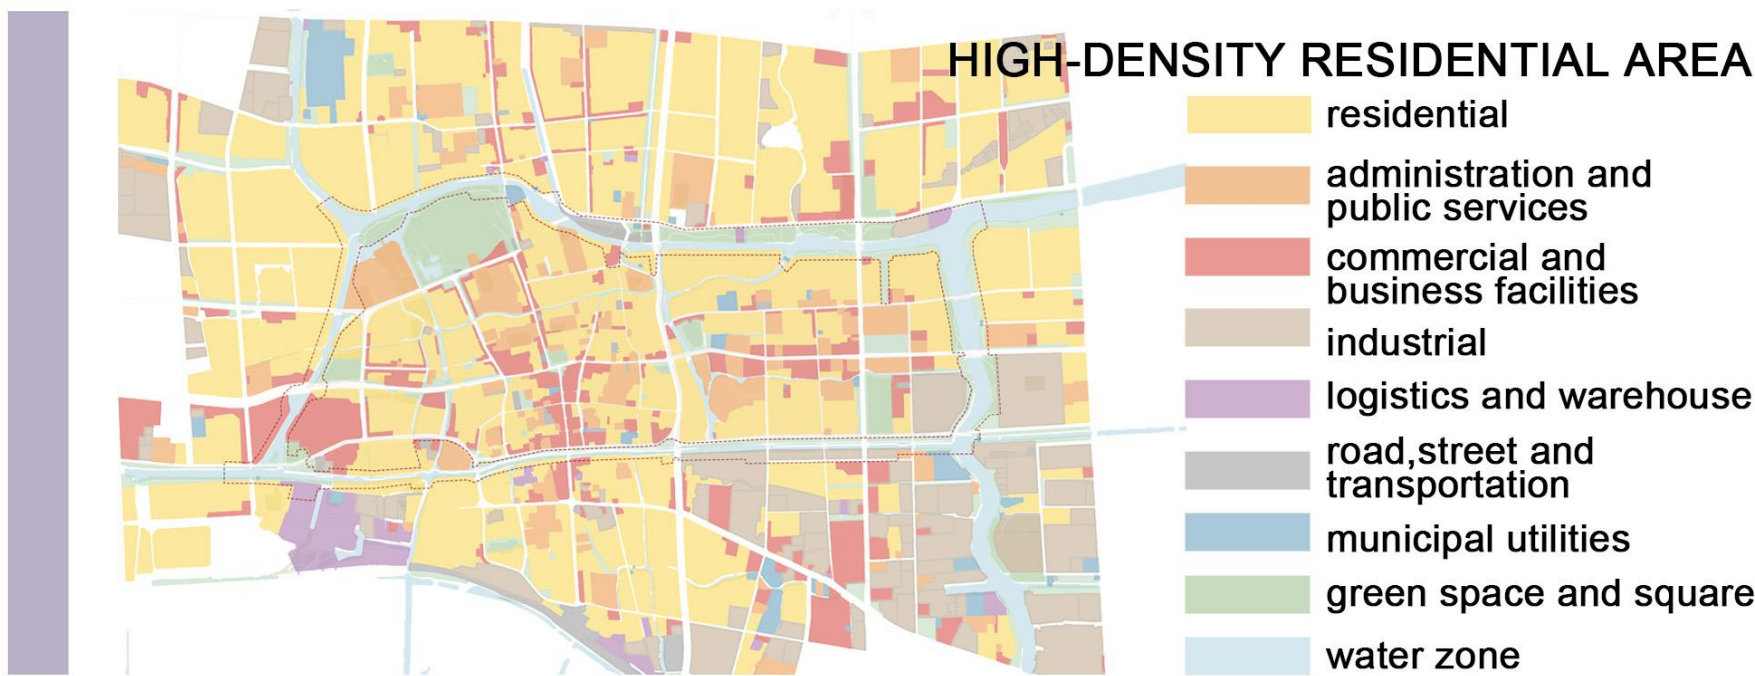 HIGH-DENSITY RESIDENTIAL AREA
residential
administration and
public services
commercial and
business facilities
industrial
logistics and warehouse
road,street and
transportation
municipal utilities
green space and square
water zone